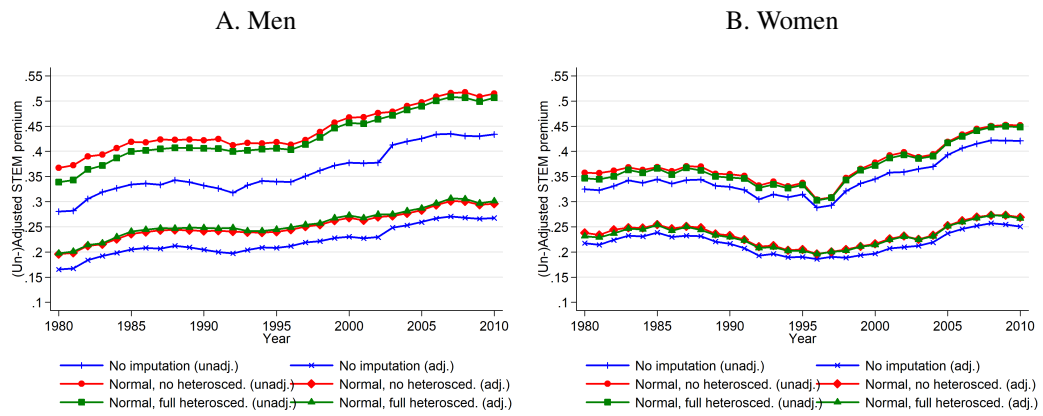 A. Men
(Un-)Adjusted STEM premium
.55
.5
.45
.4
.35
.3
.25
.2
.15
.1
1980 1985 1990 1995 2000 2005 2010
Year
No imputation (unadj.) No imputation (adj.)
Normal, no heterosced. (unadj.) Normal, no heterosced. (adj.)
Normal, full heterosced. (unadj.) Normal, full heterosced. (adj.)
B. Women
(Un-)Adjusted STEM premium
.55
.5
.45
.4
.35
.3
.25
.2
.15
.1
1980 1985 1990 1995 2000 2005 2010
Year
No imputation (unadj.) No imputation (adj.)
Normal, no heterosced. (unadj.) Normal, no heterosced. (adj.)
Normal, full heterosced. (unadj.) Normal, full heterosced. (adj.)